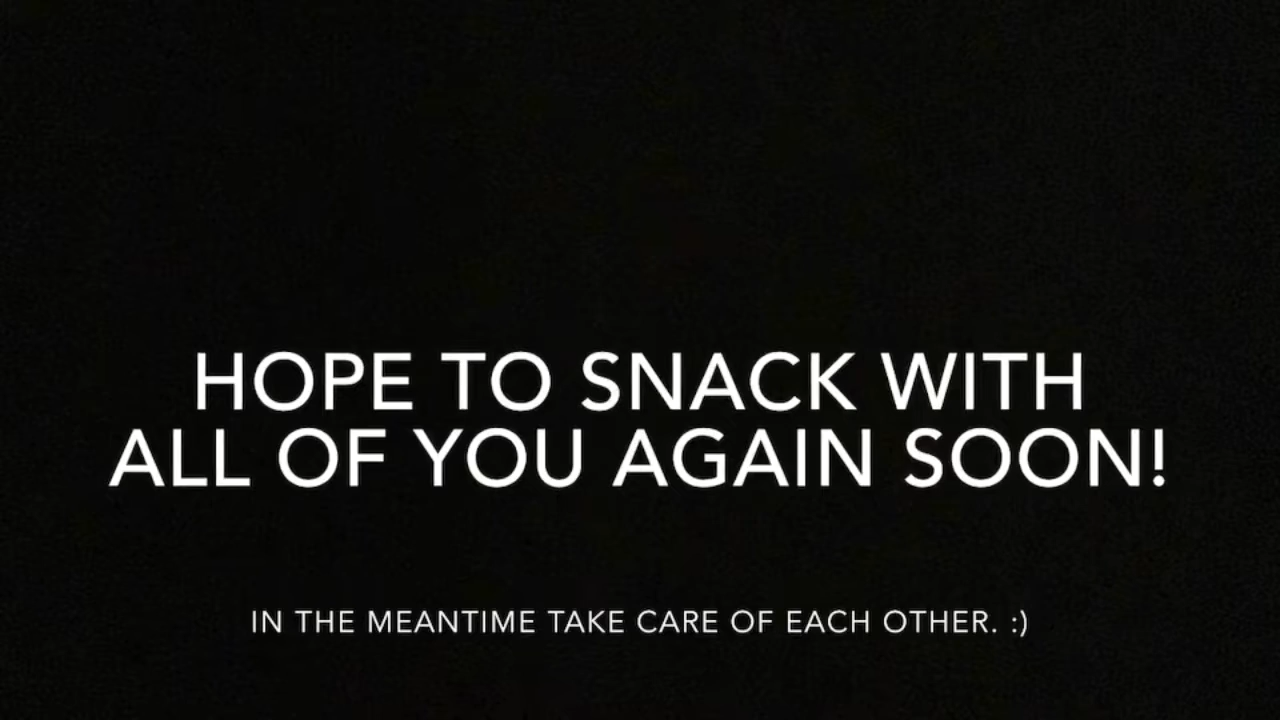 HOPE TO SNACK WITH
ALL OF YOU AGAIN SOON!
IN THE MEANTIME TAKE CARE OF EACH OTHER. :)